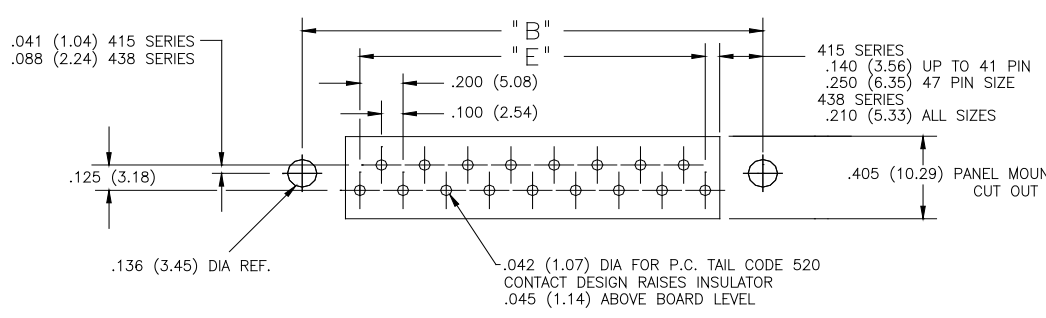 "B"
.041 (1.04) 415 SERIES
.088 (2.24) 438 SERIES
"E"
.200 (5.08)
.100 (2.54)
415 SERIES
.140 (3.56) UP TO 41 PIN
.250 (6.35) 47 PIN SIZE
438 SERIES
.210 (5.33) ALL SIZES
.125 (3.18)
.405 (10.29) PANEL MOUN
CUT OUT
.136 (3.45) DIA REF.
.042 (1.07) DIA FOR P.C. TAIL CODE 520
CONTACT DESIGN RAISES INSULATOR
.045 (1.14) ABOVE BOARD LEVEL